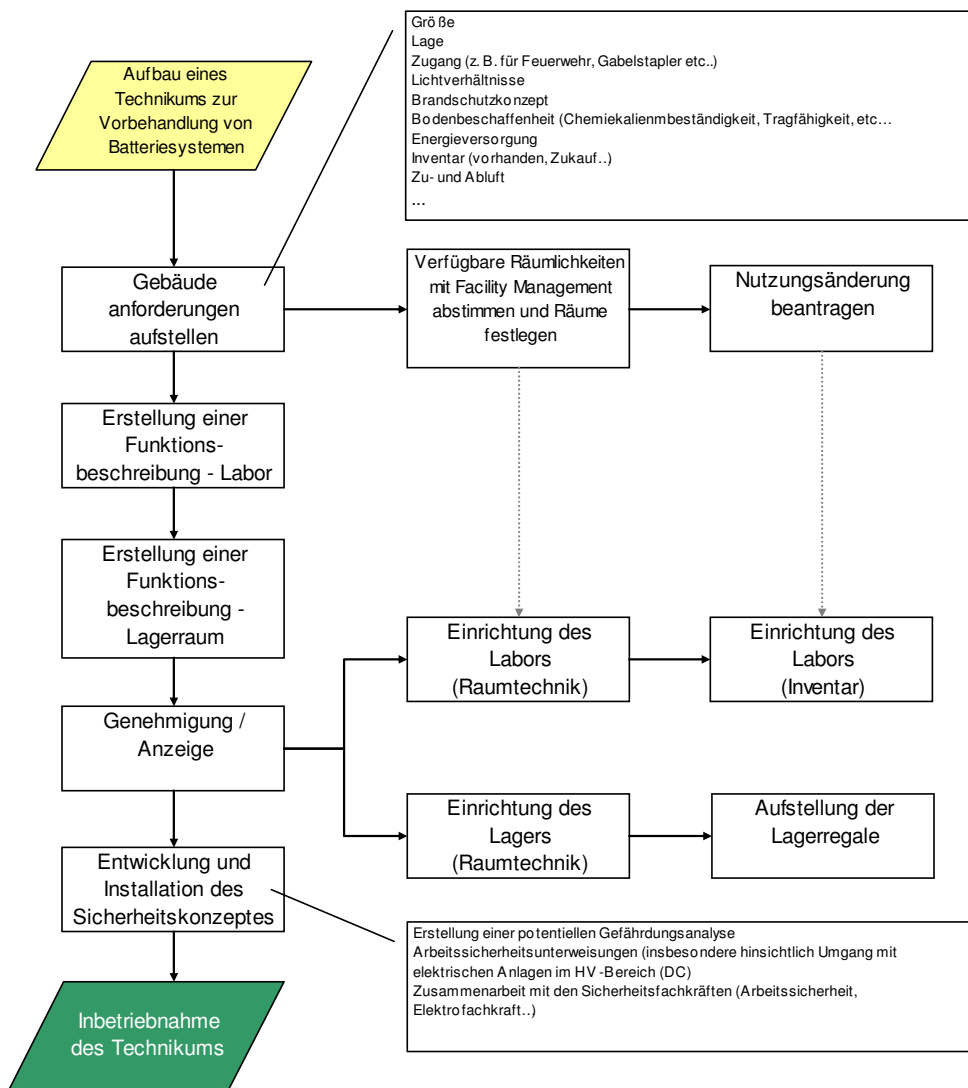 Größe
Lage
Zugang (z. B. für Feuerwehr, Gabelstapler etc..)
Lichtverhältnisse
Brandschutzkonzept
Bodenbeschaffenheit (Chemiekalienmbeständigkeit, Tragfähigkeit, etc…
Energieversorgung
Inventar (vorhanden, Zukauf..)
Zu- und Abluft
...
Aufbau eines
Technikums zur
Vorbehandlung von
Batteriesystemen
Gebäude
anforderungen
aufstellen
Verfügbare Räumlichkeiten
mit Facility Management
abstimmen und Räume
festlegen
Nutzungsänderung
beantragen
Erstellung einer
Funktions-
beschreibung - Labor
Erstellung einer
Funktions-
beschreibung -
Lagerraum
Einrichtung des
Labors
(Raumtechnik)
Einrichtung des
Labors
(Inventar)
Genehmigung /
Anzeige
Einrichtung des
Lagers
(Raumtechnik)
Aufstellung der
Lagerregale
Entwicklung und
Installation des
Sicherheitskonzeptes
Erstellung einer potentiellen Gefährdungsanalyse
Arbeitssicherheitsunterweisungen (insbesondere hinsichtlich Umgang mit
elektrischen Anlagen im HV -Bereich (DC)
Zusammenarbeit mit den Sicherheitsfachkräften (Arbeitssicherheit,
Elektrofachkraft..)
Inbetriebnahme
des Technikums